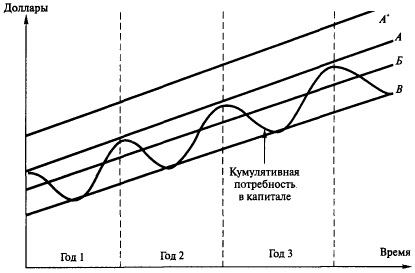 Доллары
А+
А
Б
В
Кумулятивная
потребность
в капитале
Время
Год 1
Год 2
Год 3